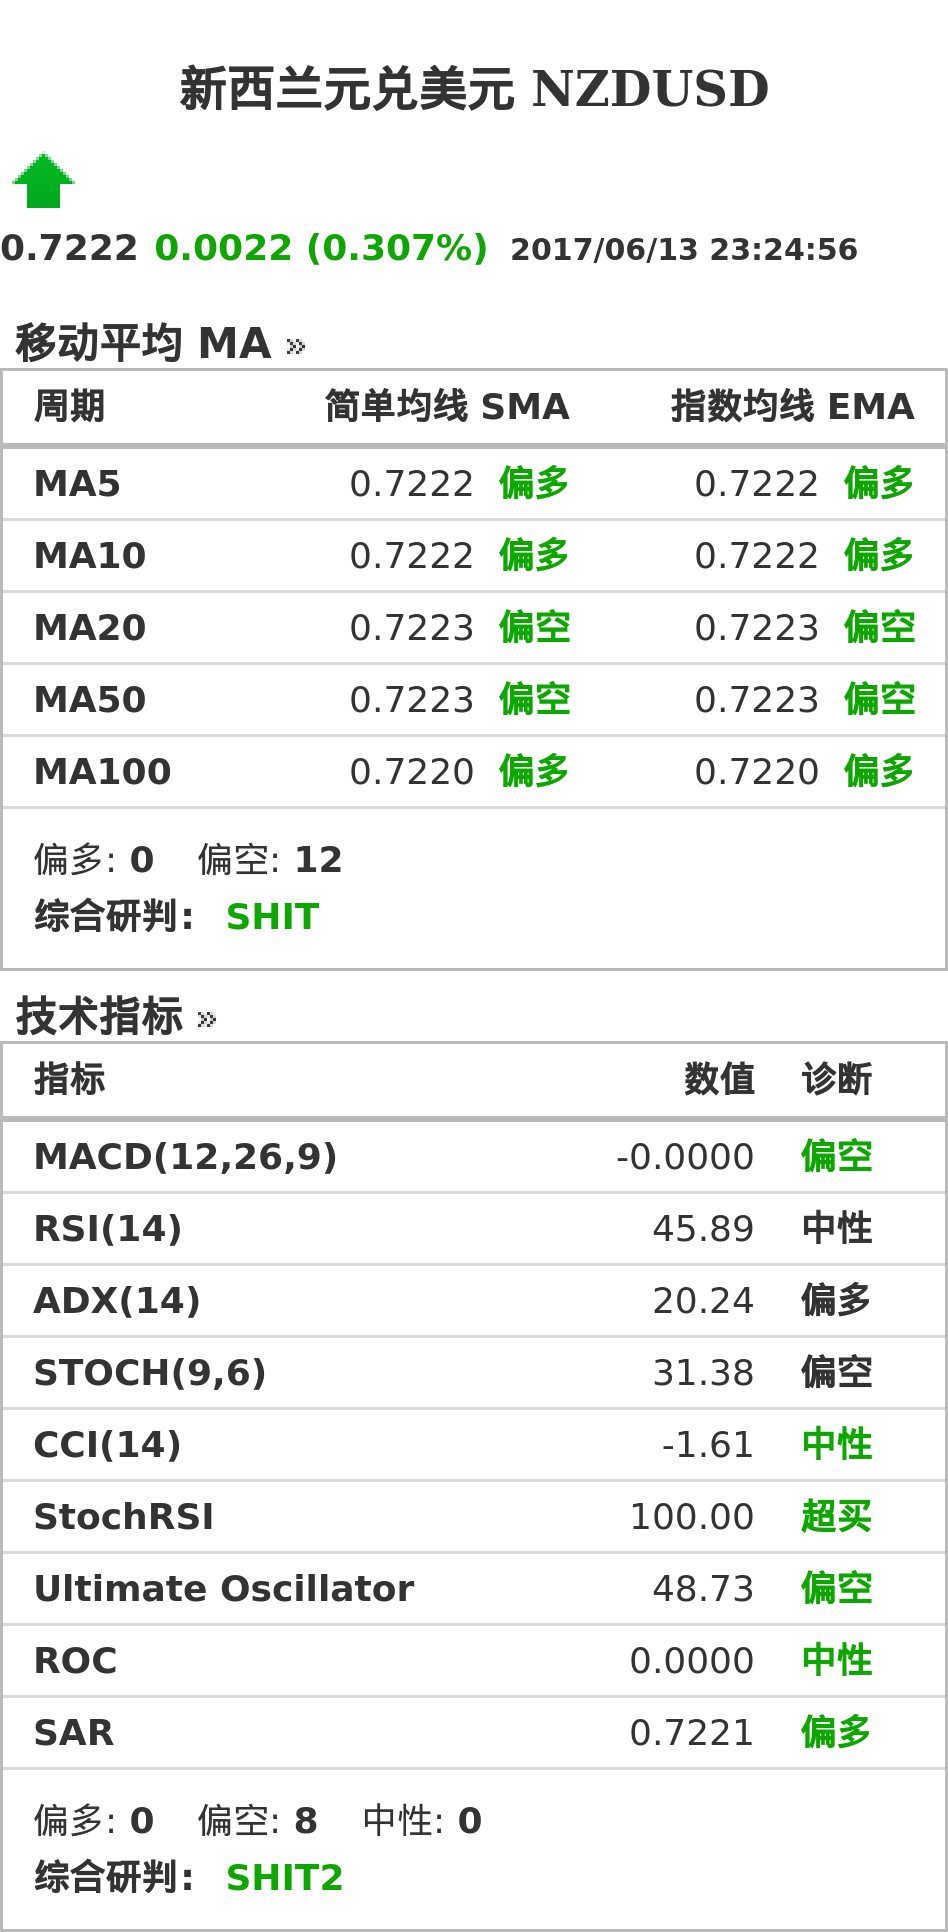 新西兰元兑美元 NZDUSD
0.7222 0.0022 (0.307%) 2017/06/13 23:24:56
移动平均 MA »
周期 简单均线 SMA 指数均线 EMA
MA5 0.7222 偏多 0.7222 偏多
MA10 0.7222 偏多 0.7222 偏多
MA20 0.7223 偏空 0.7223 偏空
MA50 0.7223 偏空 0.7223 偏空
MA100 0.7220 偏多 0.7220 偏多
偏多: 0 偏空: 12
综合研判: SHIT
技术指标 »
指标 数值 诊断
MACD(12,26,9) -0.0000 偏空
RSI(14) 45.89 中性
ADX(14) 20.24 偏多
STOCH(9,6) 31.38 偏空
CCI(14) -1.61 中性
StochRSI 100.00 超买
Ultimate Oscillator 48.73 偏空
ROC 0.0000 中性
SAR 0.7221 偏多
偏多: 0 偏空: 8 中性: 0
综合研判: SHIT2